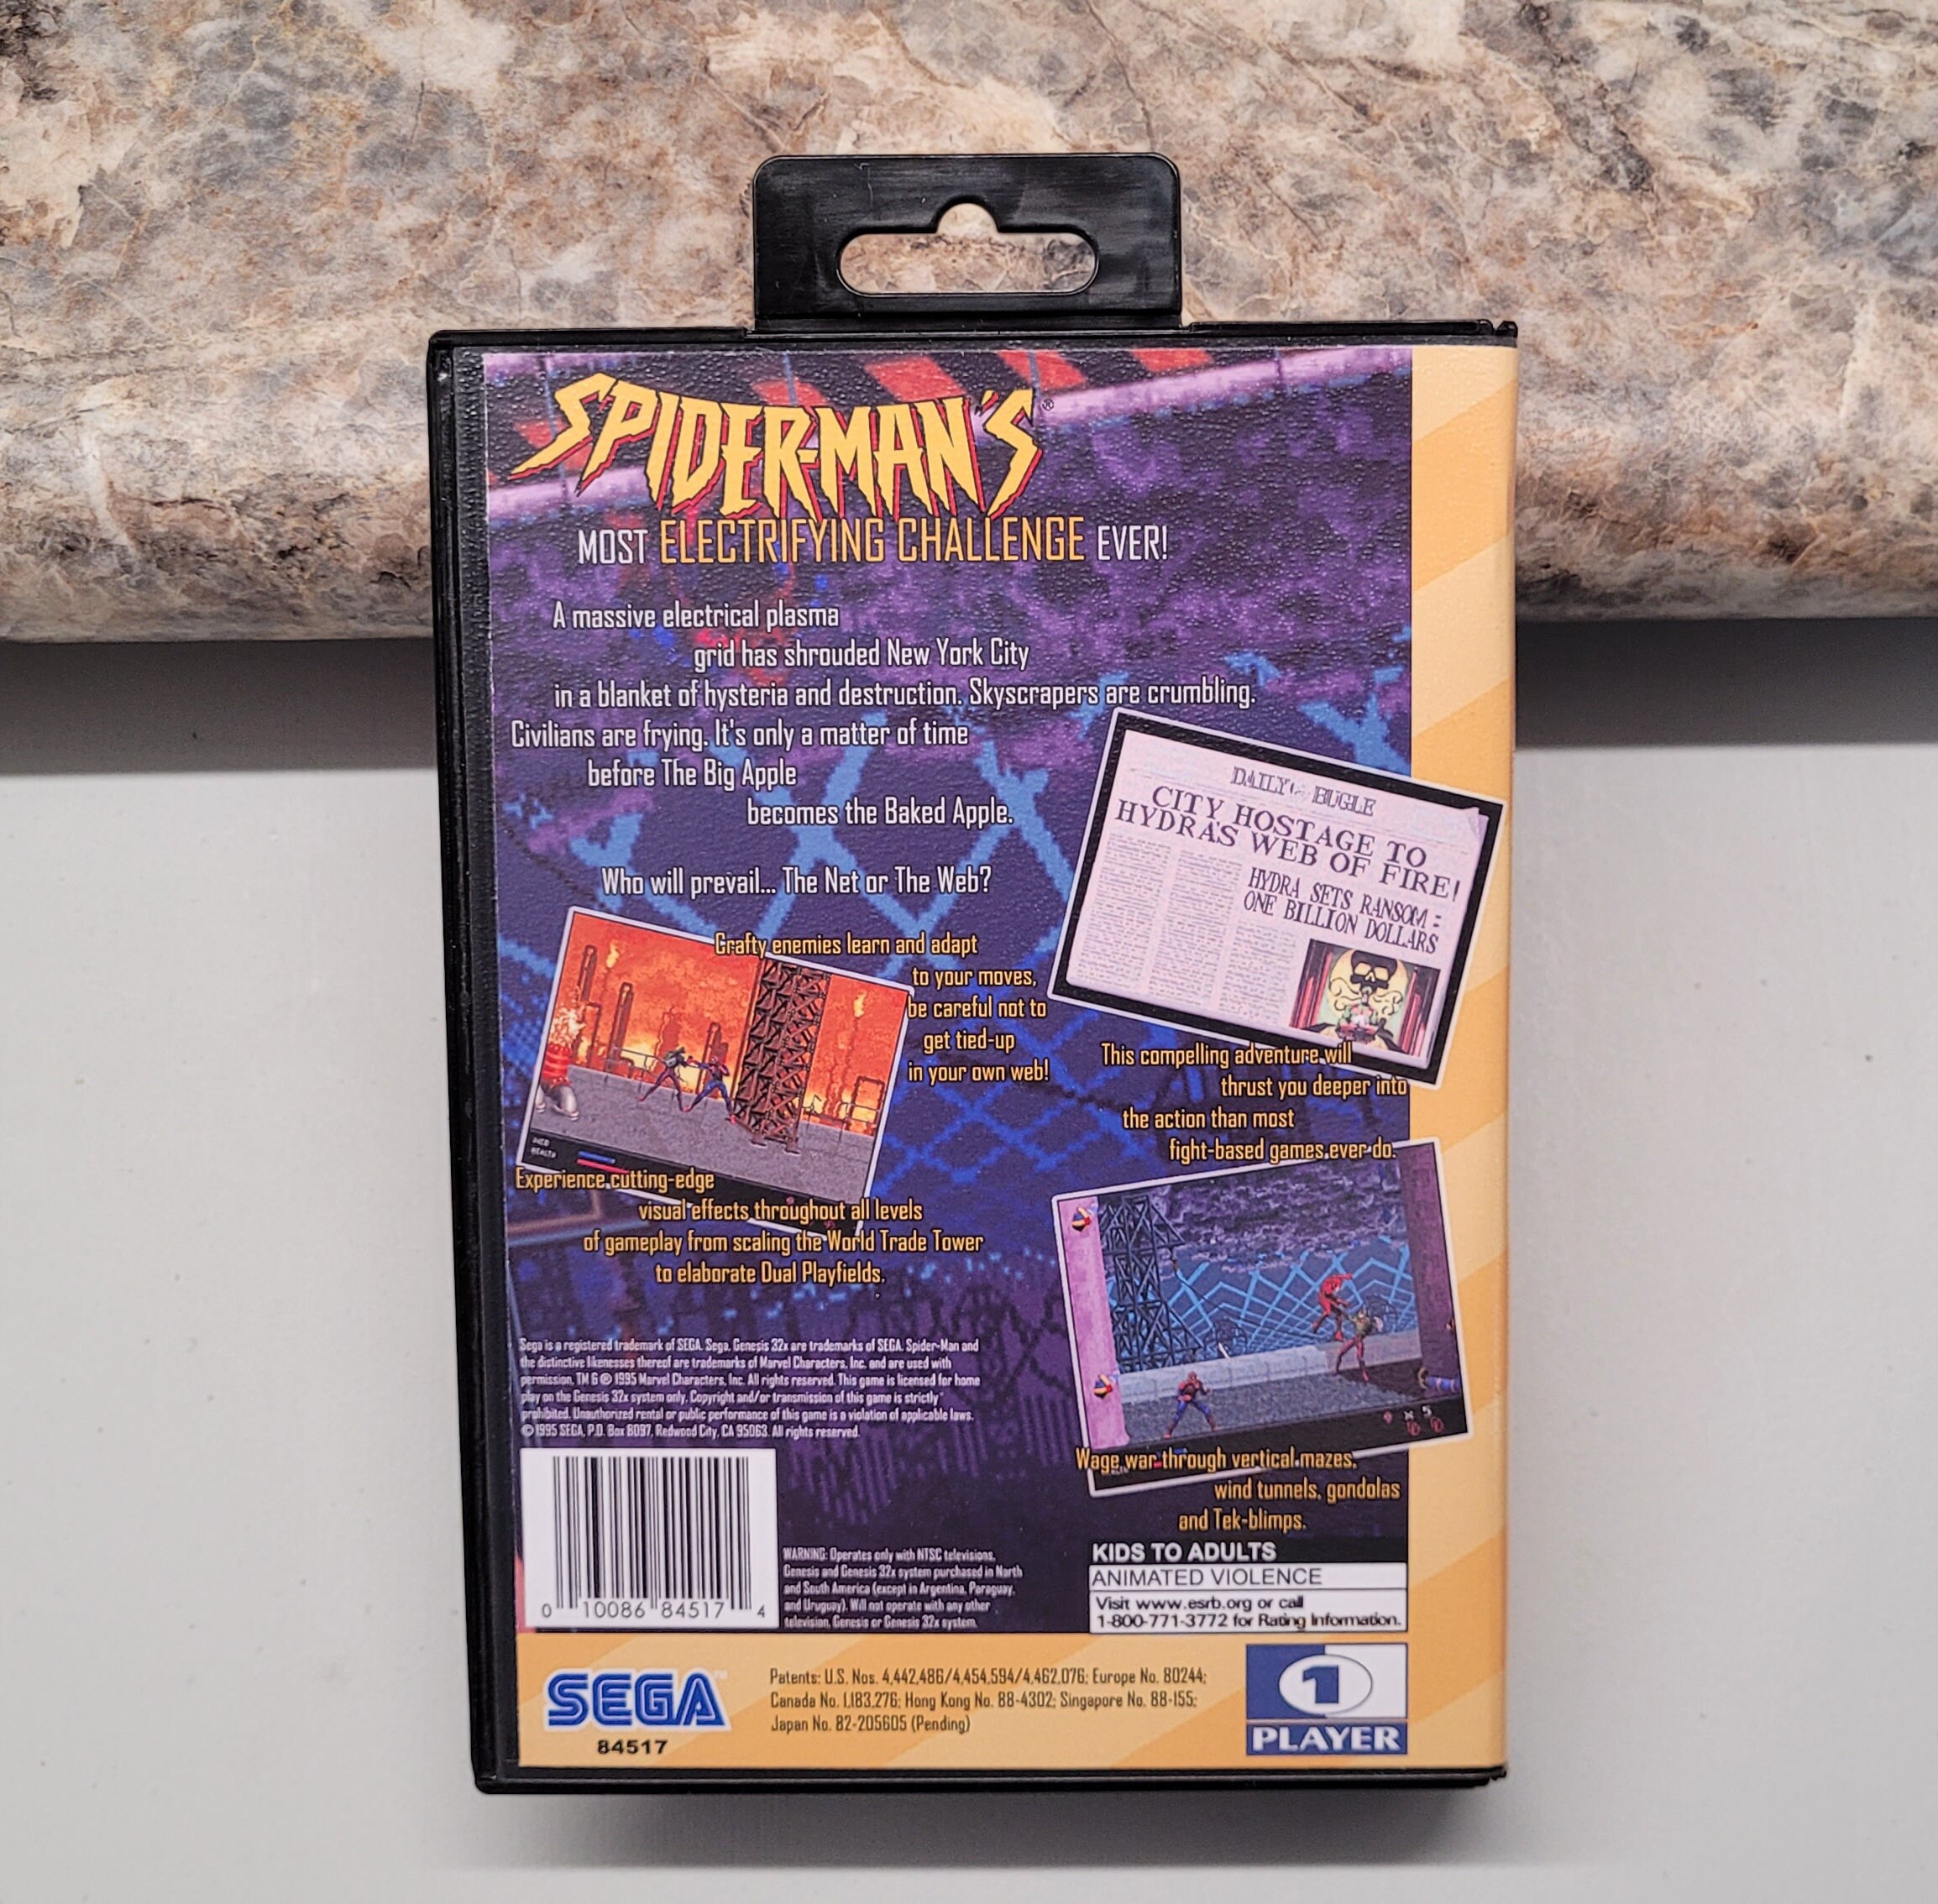 SPIDER-MAN'S®
MOST ELECTRIFYING CHALLENGE EVER!
A massive electrical plasma
grid has shrouded New York City
in a blanket of hysteria and destruction. Skyscrapers are crumbling.
Civilians are frying. It's only a matter of time
before The Big Apple
becomes the Baked Apple.
Who will prevail... The Net or The Web?
DAILY BUGLE
CITY HOSTAGE TO
HYDRA'S WEB OF FIRE!
HYDRA SETS RANSOM:
ONE BILLION DOLLARS
Crafty enemies learn and adapt
to your moves,
be careful not to
get tied-up
in your own web!
WEB
HEALTH
This compelling adventure will
thrust you deeper into
the action than most
fight-based games ever do.
Experience cutting-edge
visual effects throughout all levels
of gameplay from scaling the World Trade Tower
to elaborate Dual Playfields.
x 5
Wage war through vertical mazes,
wind tunnels, gondolas
and Tek-blimps.
Sega is a registered trademark of SEGA. Sega, Genesis 32x are trademarks of SEGA. Spider-Man and
the distinctive likenesses thereof are trademarks of Marvel Characters, Inc. and are used with
permission, TM & ® 1995 Marvel Characters, Inc. All rights reserved. This game is licensed for home
play on the Genesis 32x system only. Copyright and/or transmission of this game is strictly
prohibited. Unauthorized rental or public performance of this game is a violation of applicable laws.
© 1995 SEGA, P.O. Box 8097, Redwood City, CA 95063. All rights reserved.
0 10086 84517 4
WARNING: Operates only with NTSC televisions,
Genesis and Genesis 32x system purchased in North
and South America (except in Argentina, Paraguay,
and Uruguay). Will not operate with any other
television, Genesis or Genesis 32x system.
KIDS TO ADULTS
ANIMATED VIOLENCE
Visit www.esrb.org or call
1-800-771-3772 for Rating Information.
SEGA™
84517
Patents: U.S. Nos. 4,442,486/4,454,594/4,462,076; Europe No. 80244;
Canada No. 1,183,276; Hong Kong No. 88-4302; Singapore No. 88-155;
Japan No. 82-205605 (Pending)
1
PLAYER